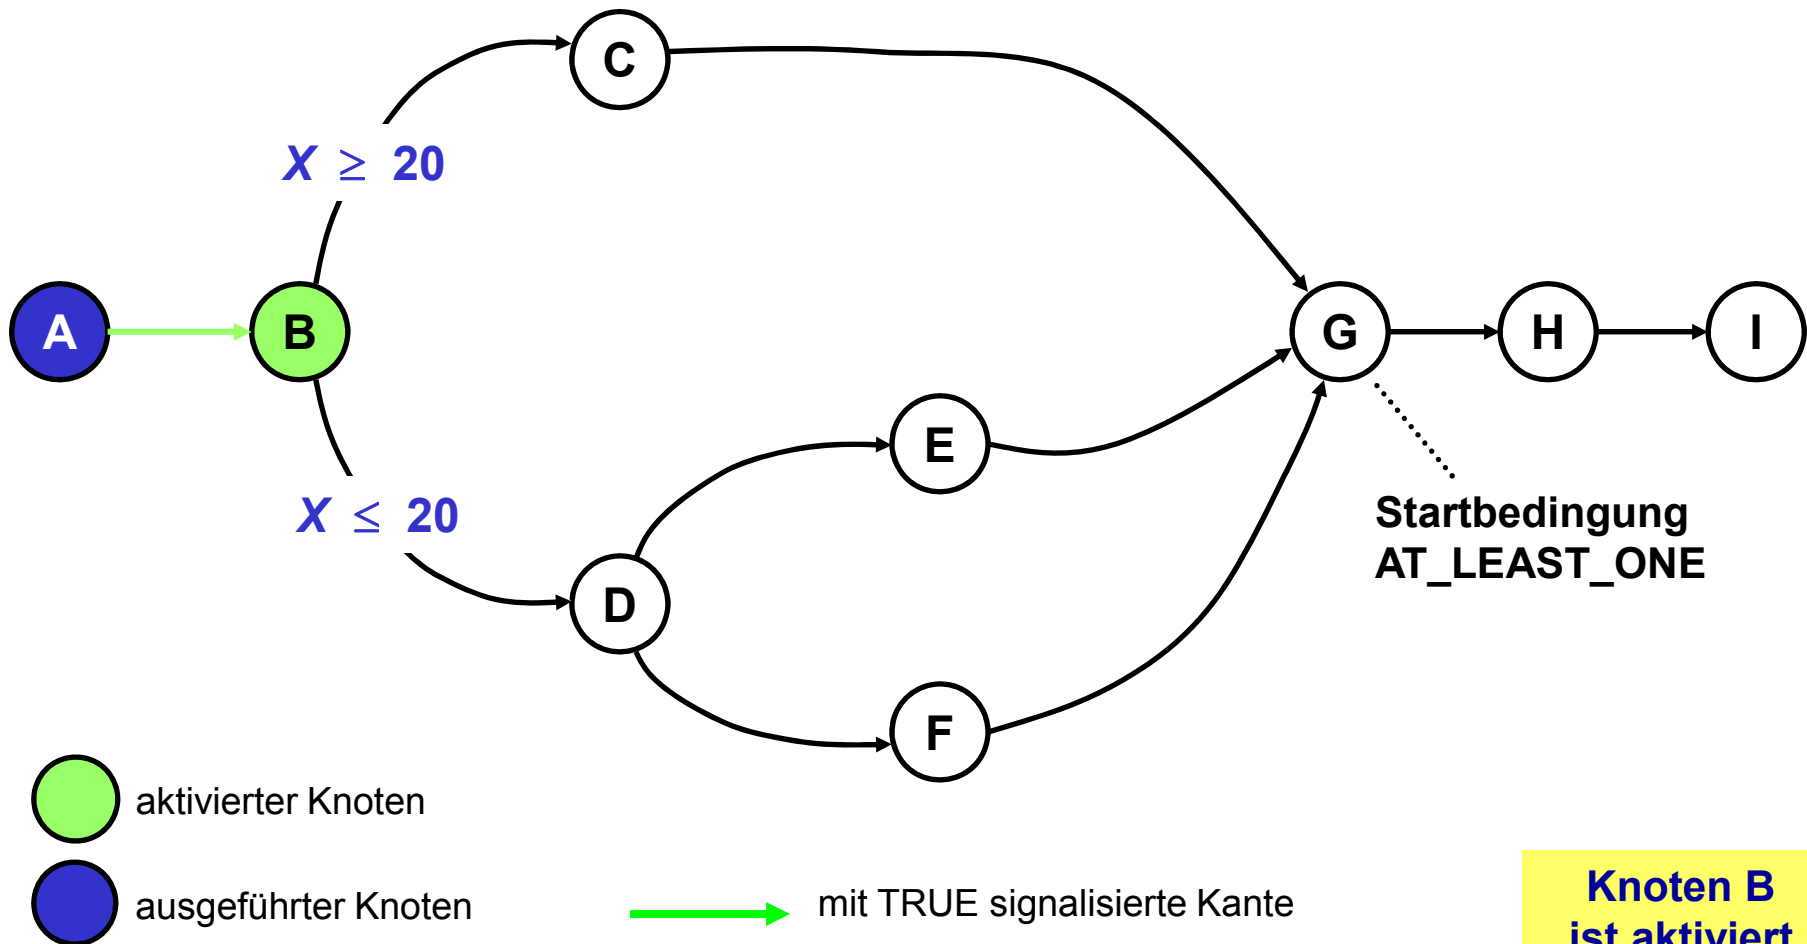 C
X ≥ 20
A
B
G
H
I
E
X ≤ 20
Startbedingung
AT_LEAST_ONE
D
F
aktivierter Knoten
ausgeführter Knoten
mit TRUE signalisierte Kante
Knoten B
ist aktiviert